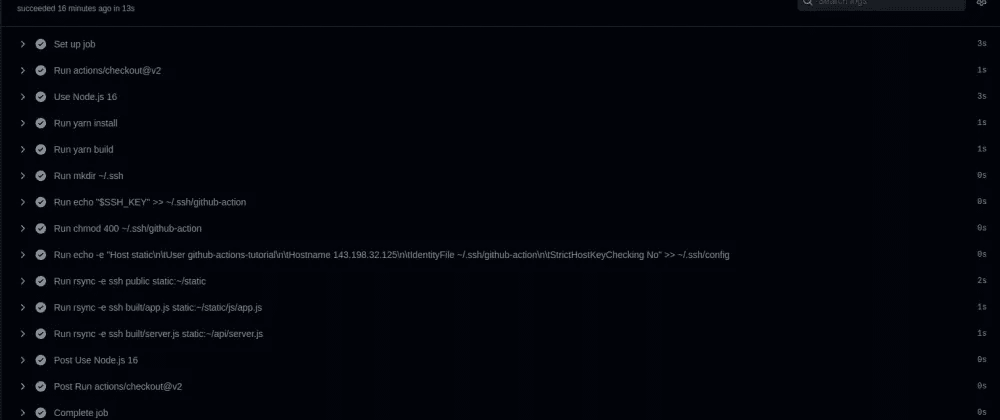 succeeded 16 minutes ago in 13s
Search logs
Set up job 3s
Run actions/checkout@v2 1s
Use Node.js 16 3s
Run yarn install 1s
Run yarn build 1s
Run mkdir ~/.ssh 0s
Run echo "$SSH_KEY" >> ~/.ssh/github-action 0s
Run chmod 400 ~/.ssh/github-action 0s
Run echo -e "Host static\n\tUser github-actions-tutorial\n\tHostname 143.198.32.125\n\tIdentityFile ~/.ssh/github-action\n\tStrictHostKeyChecking No" >> ~/.ssh/config 0s
Run rsync -e ssh public static:~/static 2s
Run rsync -e ssh built/app.js static:~/static/js/app.js 1s
Run rsync -e ssh built/server.js static:~/api/server.js 1s
Post Use Node.js 16 0s
Post Run actions/checkout@v2 0s
Complete job 0s